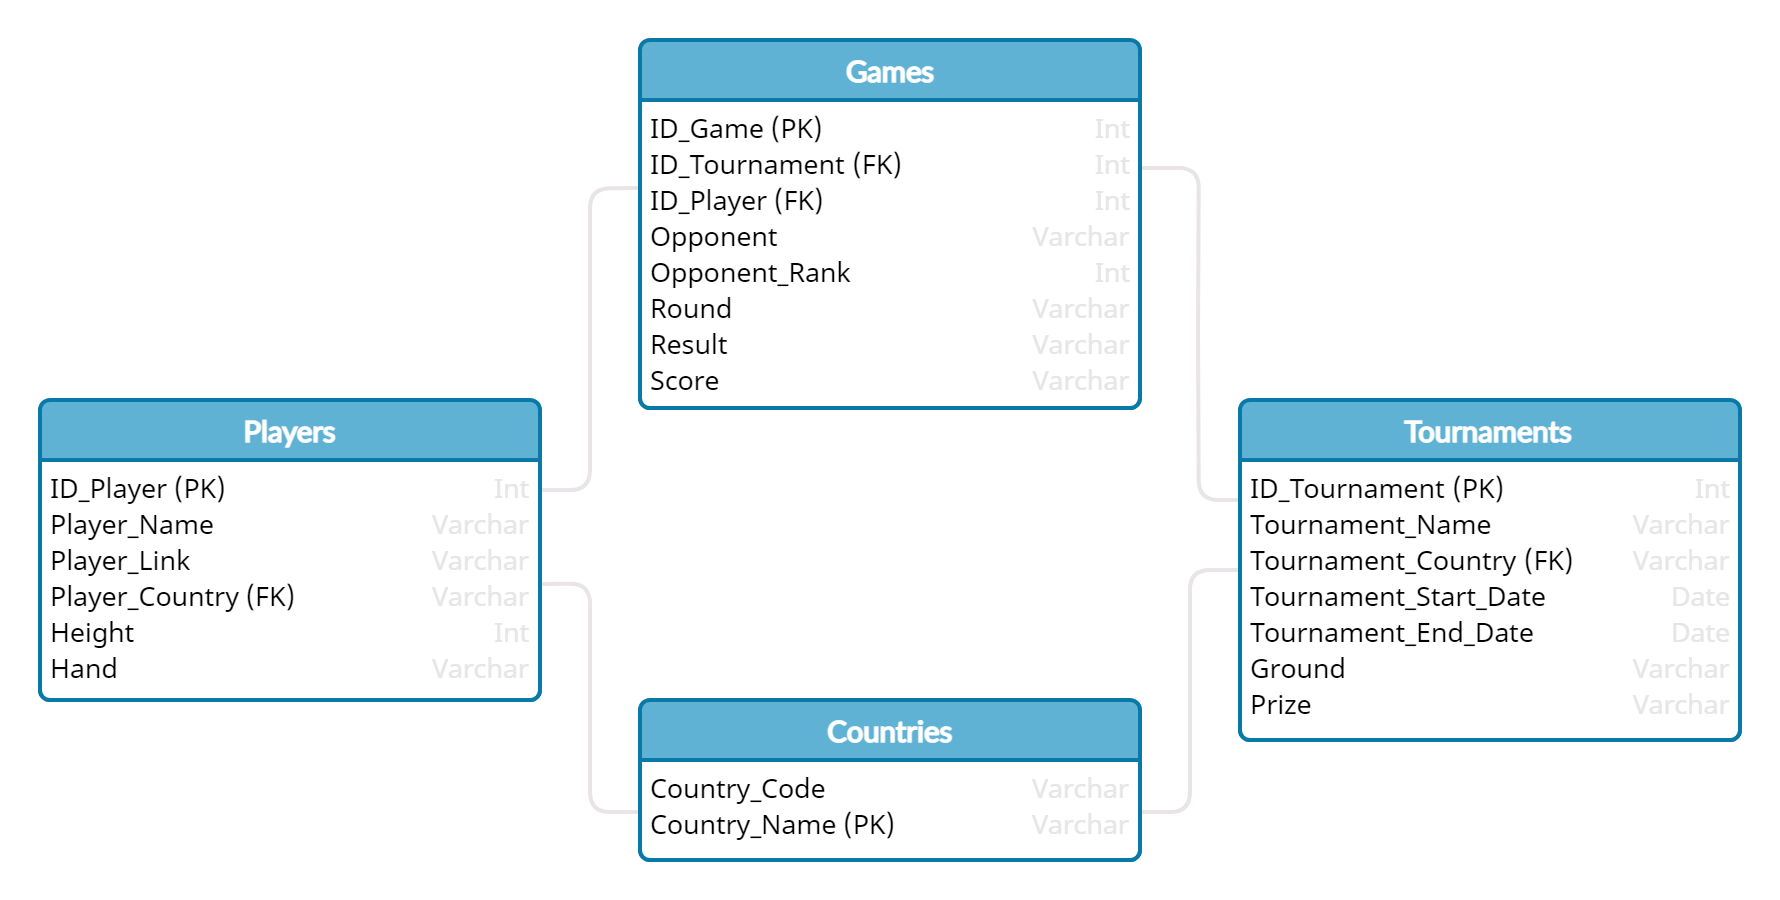 Games
ID_Game (PK) Int
ID_Tournament (FK) Int
ID_Player (FK) Int
Opponent Varchar
Opponent_Rank Int
Round Varchar
Result Varchar
Score Varchar
Players
ID_Player (PK) Int
Player_Name Varchar
Player_Link Varchar
Player_Country (FK) Varchar
Height Int
Hand Varchar
Tournaments
ID_Tournament (PK) Int
Tournament_Name Varchar
Tournament_Country (FK) Varchar
Tournament_Start_Date Date
Tournament_End_Date Date
Ground Varchar
Prize Varchar
Countries
Country_Code Varchar
Country_Name (PK) Varchar